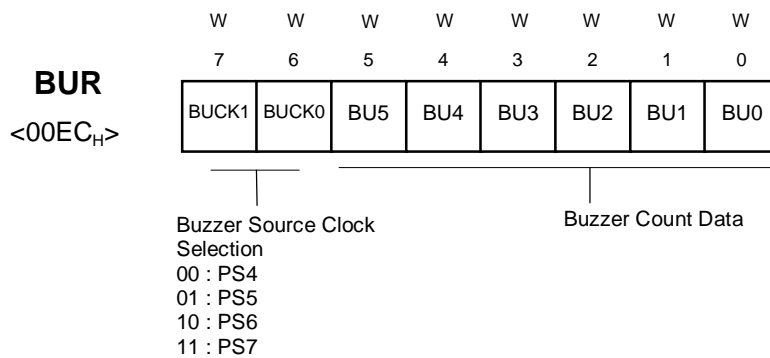 W W W W W W W W
7 6 5 4 3 2 1 0
BUR
BUCK1 BUCK0 BU5 BU4 BU3 BU2 BU1 BU0
<00ECH>
Buzzer Source Clock
Selection
00 : PS4
01 : PS5
10 : PS6
11 : PS7
Buzzer Count Data